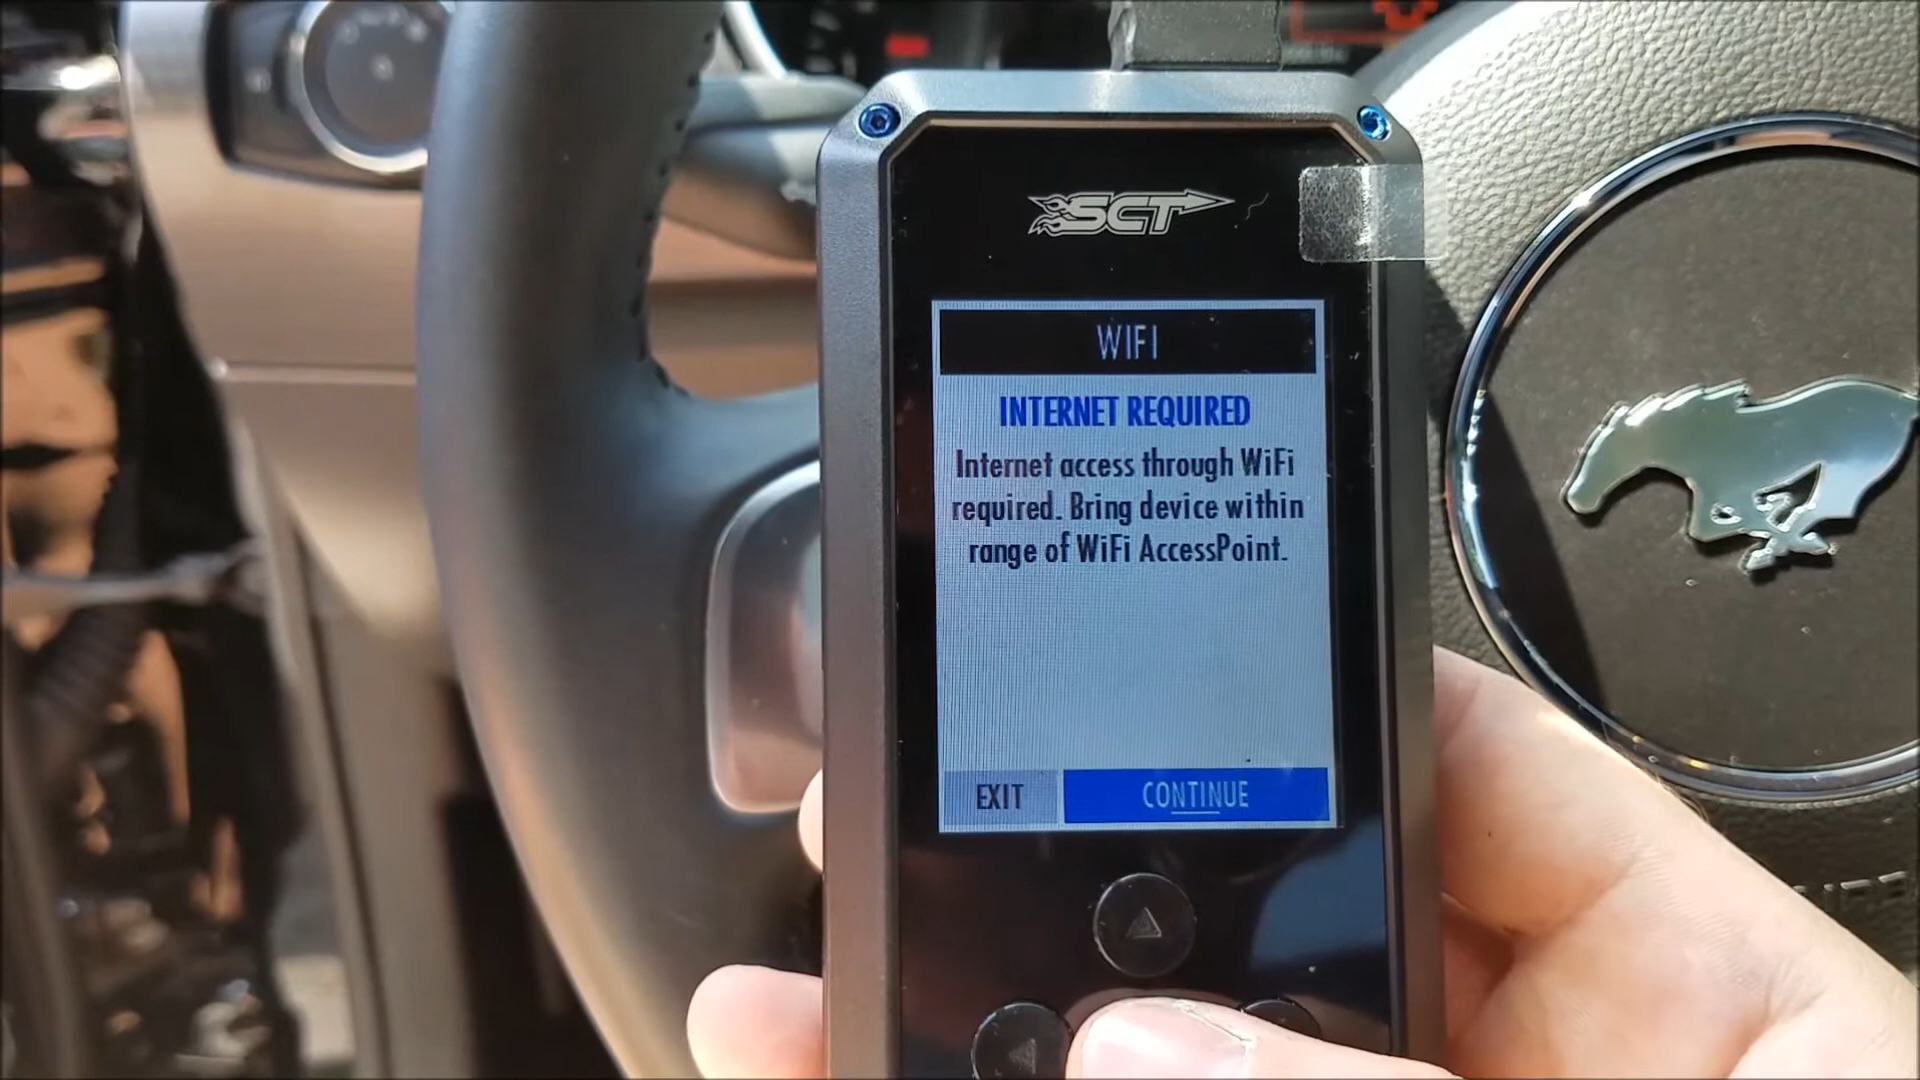 SCT
WIFI
INTERNET REQUIRED
Internet access through WiFi
required. Bring device within
range of WiFi AccessPoint.
EXIT
CONTINUE